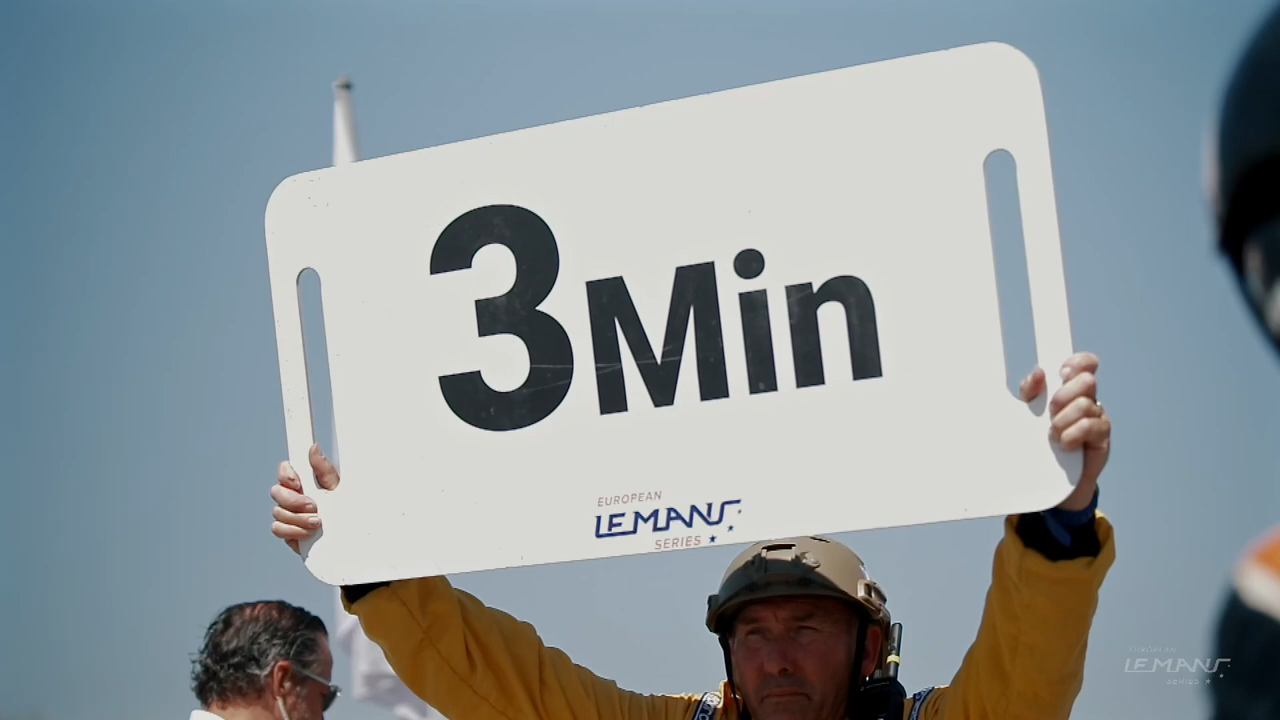 3Min
EUROPEAN
LEMANS
SERIES
EUROPEAN
LEMANS
SERIES